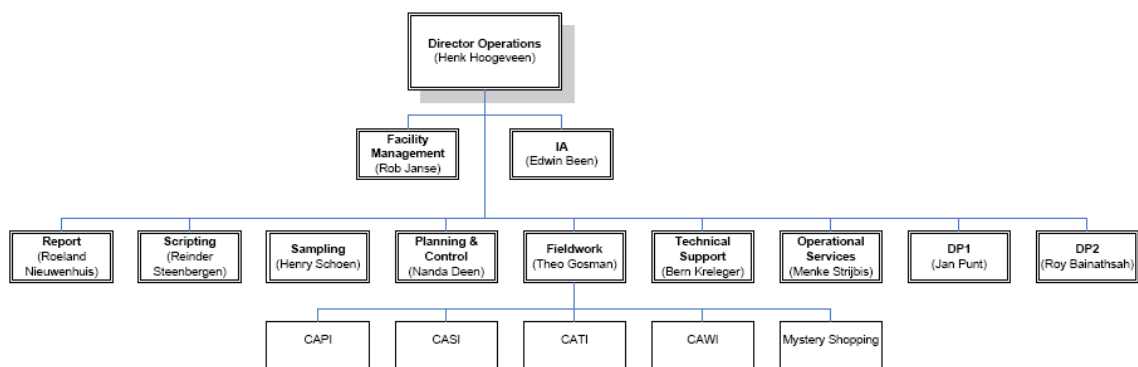 Director Operations
(Henk Hoogeveen)
Facility
Management
(Rob Janse)
IA
(Edwin Been)
Report
(Roeland
Nieuwenhuis)
Scripting
(Reinder
Steenbergen)
Sampling
(Henry Schoen)
Planning &
Control
(Nanda Deen)
Fieldwork
(Theo Gosman)
Technical
Support
(Bern Kreleger)
Operational
Services
(Menke Strijbis)
DP1
(Jan Punt)
DP2
(Roy Bainathsah)
CAPI
CASI
CATI
CAWI
Mystery Shopping